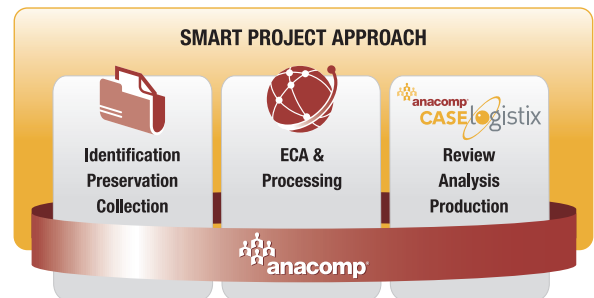 SMART PROJECT APPROACH
Identification
Preservation
Collection
ECA &
Processing
anacomp®
CASElogistix
Review
Analysis
Production
anacomp®